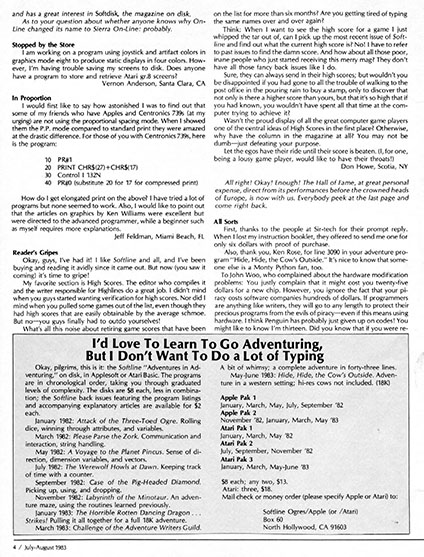 and has a great interest in Softdisk, the magazine on disk.
As to your question about whether anyone knows why On-
Line changed its name to Sierra On-Line: probably.
Stopped by the Store
I am working on a program using joystick and artifact colors in
graphics mode eight to produce static displays in four colors. How-
ever, I'm having trouble saving my screens to disk. Does anyone
have a program to store and retrieve Atari gr.8 screens?
Vernon Anderson, Santa Clara, CA
In Proportion
I would first like to say how astonished I was to find out that
some of my friends who have Apples and Centronics 739s (at my
urging) are not using the proportional spacing mode. When I showed
them the P.P. mode compared to standard print they were amazed
at the drastic difference. For those of you with Centronics 739s, here
is the program:
10 PR#1
20 PRINT CHR$(27)+CHR$(17)
30 Control I 132N
40 PR#0 (substitute 20 for 17 for compressed print)
How do I get elongated print on the above? I have tried a lot of
programs but none seemed to work. Also, I would like to point out
that the articles on graphics by Ken Williams were excellent but
were directed to the advanced programmer, while a beginner such
as myself requires more explanations.
Jeff Feldman, Miami Beach, FL
Reader's Gripes
Okay, guys, I've had it! I like Softline and all, and I've been
buying and reading it avidly since it came out. But now (you saw it
coming) it's time to gripe!
My favorite section is High Scores. The editor who compiles it
and the writer responsible for Highlines do a great job. I didn't mind
when you guys started wanting verification for high scores. Nor did I
mind when you pulled some games out of the list, even though they
had high scores that are easily obtainable by the average schmoe.
But no—you guys finally had to outdo yourselves!
What's all this noise about retiring game scores that have been
on the list for more than six months? Are you getting tired of typing
the same names over and over again?
Think: When I want to see the high score for a game I just
whipped the tar out of, can I pick up the most recent issue of Soft-
line and find out what the current high score is? No! I have to refer
to past issues to find the damn score. And how about all those poor,
inane people who just started receiving this merry mag? They don't
have all those fancy back issues like I do.
Sure, they can always send in their high scores; but wouldn't you
be disappointed if you had gone to all the trouble of walking to the
post office in the pouring rain to buy a stamp, only to discover that
not only is there a higher score than yours, but that it's so high that if
you had known, you wouldn't have spent all that time at the com-
puter trying to achieve it?
Wasn't the proud display of all the great computer game players
one of the central ideas of High Scores in the first place? Otherwise,
why have the column in the magazine at all? You may not be
dumb—just defeating your purpose.
Let the egos have their ride until their score is beaten. (I, for one,
being a lousy game player, would like to have their throats!)
Don Howe, Scotia, NY
All right! Okay! Enough! The Hall of Fame, at great personal
expense, direct from its performances before the crowned heads
of Europe, is now with us. Everybody peek at the last page and
come right back.
All Sorts
First, thanks to the people at Sir-tech for their prompt reply.
When I lost my instruction booklet, they offered to send me one for
only six dollars with proof of purchase.
Also, thank you, Ken Rose, for line 3090 in your adventure pro-
gram "Hide, Hide, the Cow's Outside." It's nice to know that some-
one else is a Monty Python fan, too.
To John Woo, who complained about the hardware modification
problems: You justly complain that it might cost you twenty-five
dollars for a new chip. However, you ignore the fact that your pi-
racy costs software companies hundreds of dollars. If programmers
are anything like writers, they will go to any length to protect their
precious programs from the evils of piracy—even if this means using
hardware. I think Penguin has probably just given up on codes! You
might like to know I'm thirteen. Did you know that if you were re-
I'd Love To Learn To Go Adventuring,
But I Don't Want To Do a Lot of Typing
Okay, pilgrims, this is it: the Softline "Adventures in Ad-
venturing," on disk, in Applesoft or Atari Basic. The programs
are in chronological order, taking you through graduated
levels of complexity. The disks are $8 each, less in combina-
tion; the Softline back issues featuring the program listings
and accompanying explanatory articles are available for $2
each.
January 1982: Attack of the Three-Toed Ogre. Rolling
dice, winning through attributes, and variables.
March 1982: Please Parse the Zork. Communication and
interaction, string handling.
May 1982: A Voyage to the Planet Pincus. Sense of di-
rection, dimension variables, and vectors.
July 1982: The Werewolf Howls at Dawn. Keeping track
of time with a counter.
September 1982: Case of the Pig-Headed Diamond.
Picking up, using, and dropping.
November 1982: Labyrinth of the Minotaur. An adven-
ture maze, using the routines learned previously.
January 1983: The Horrible Rotten Dancing Dragon . . .
Strikes! Pulling it all together for a full 18K adventure.
March 1983: Challenge of the Adventure Writers Guild.
A bit of whimsy; a complete adventure in forty-three lines.
May-June 1983: Hide, Hide, the Cow's Outside. Adven-
ture in a western setting; hi-res cows not included. (18K)
Apple Pak 1
January, March, May, July, September '82
Apple Pak 2
November '82, January, March, May '83
Atari Pak 1
January, March, May '82
Atari Pak 2
July, September, November '82
Atari Pak 3
January, March, May-June '83
$8 each; any two, $13.
Atari: three, $18.
Mail check or money order (please specify Apple or Atari) to:
Softline Ogres/Apple (or /Atari)
Box 60
North Hollywood, CA 91603
4 / July-August 1983